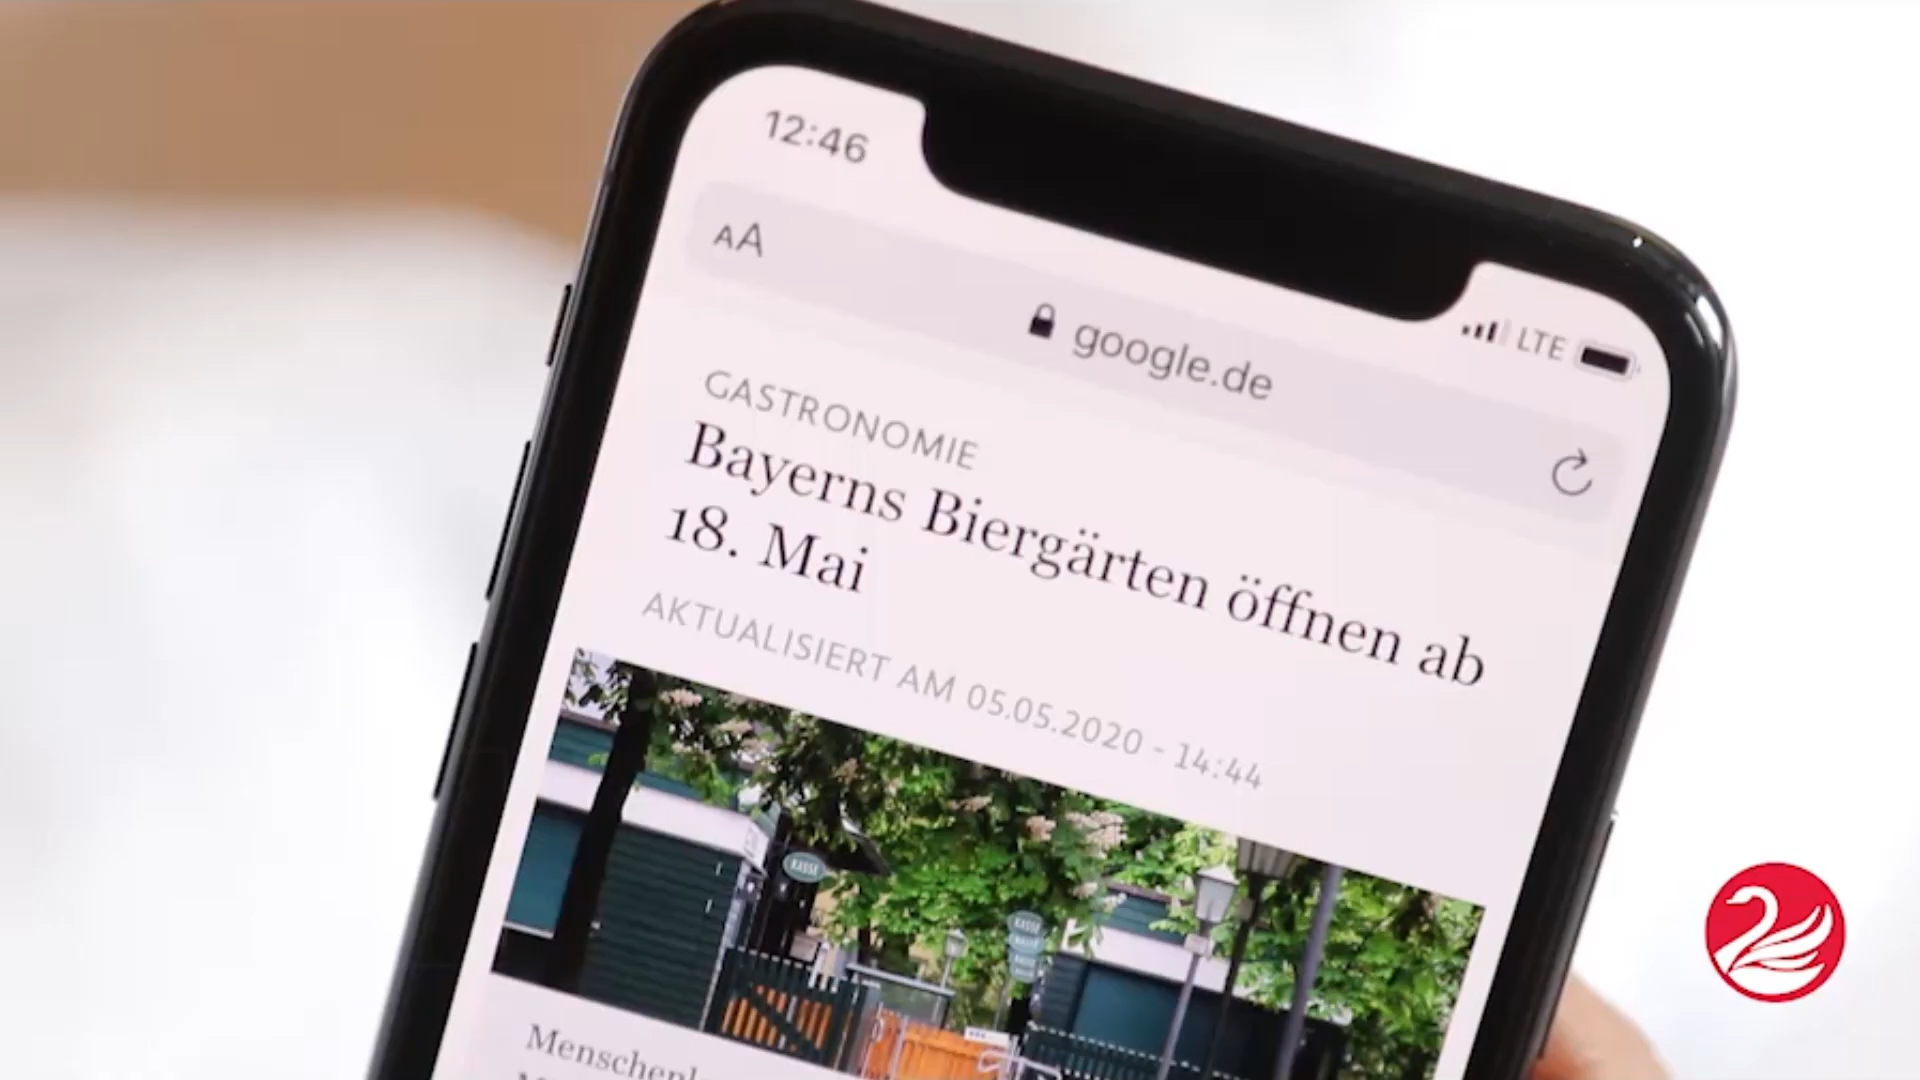 12:46
LTE
AA
google.de
GASTRONOMIE
Bayerns Biergärten öffnen ab
18. Mai
AKTUALISIERT AM 05.05.2020 - 14:44
KASSE
KASSE